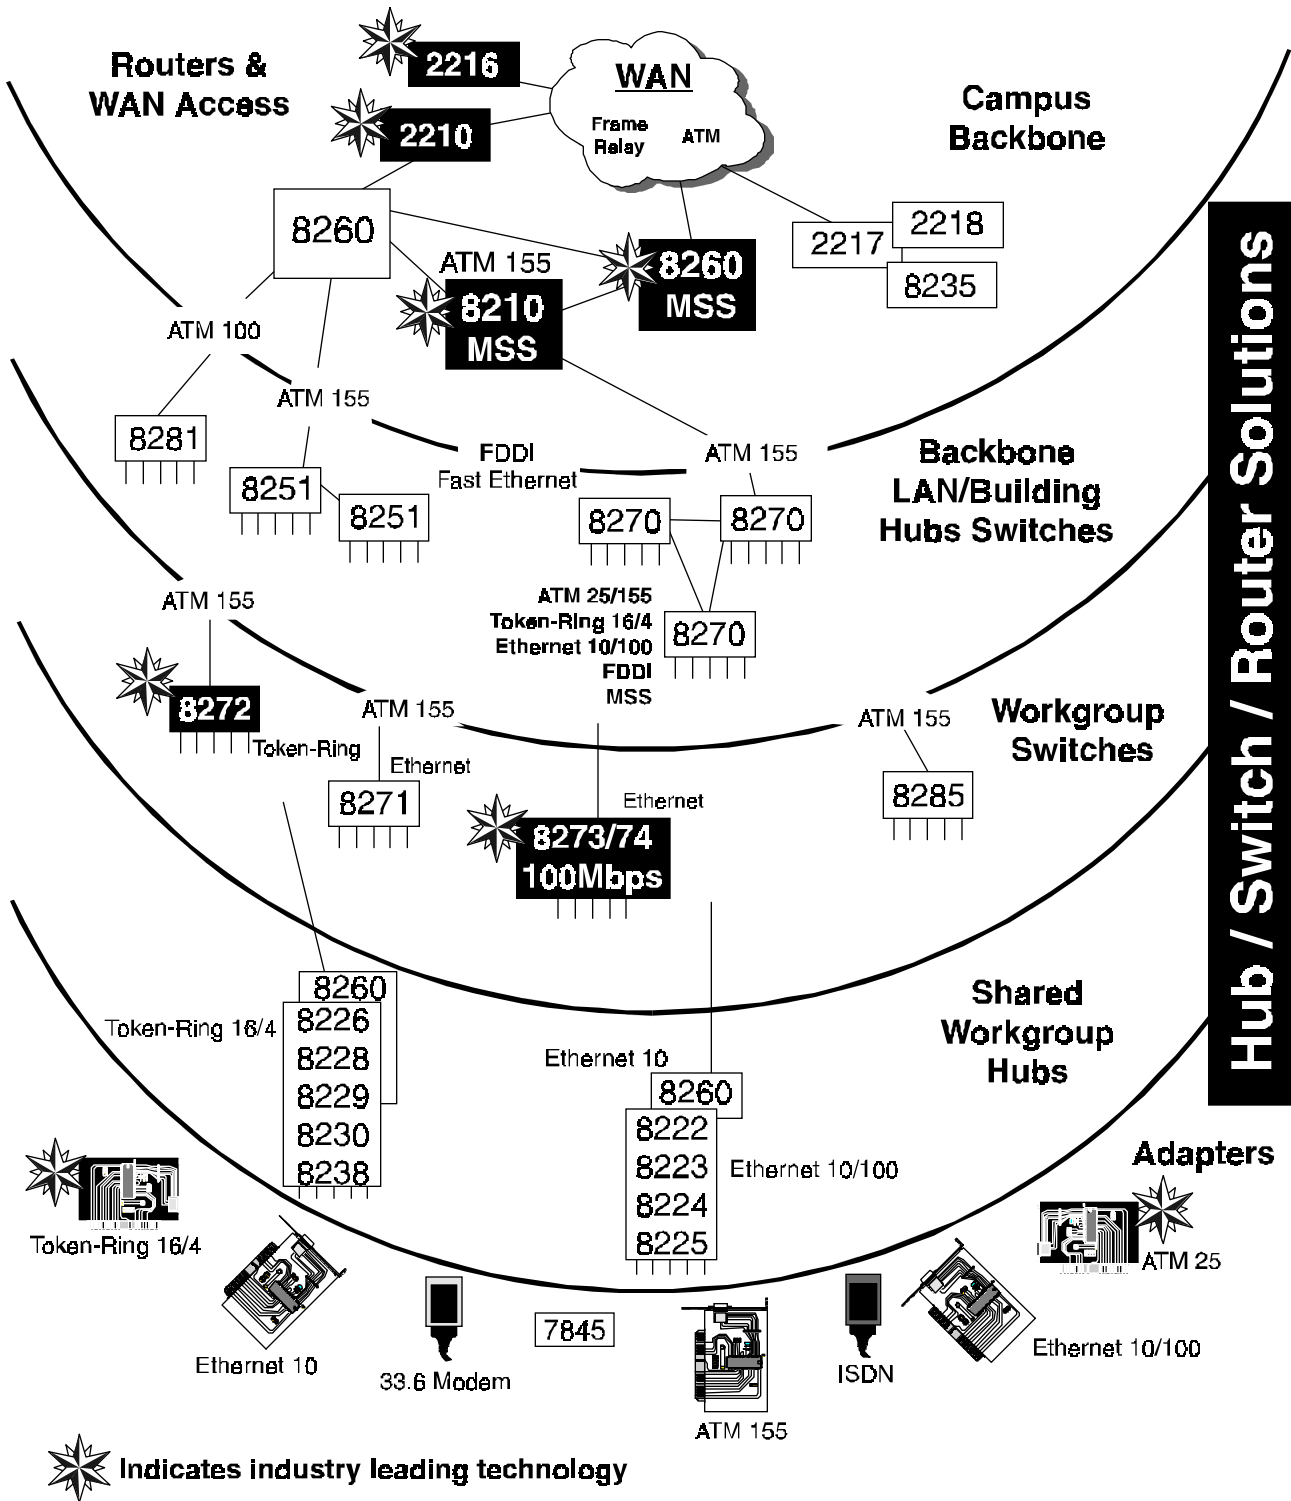 Routers &
WAN Access
2216
2210
WAN
Frame
Relay
ATM
Campus
Backbone
8260
ATM 155
8210
MSS
8260
MSS
2217
2218
8235
ATM 100
ATM 155
8281
8251
8251
FDDI
Fast Ethernet
ATM 155
8270
8270
Backbone
LAN/Building
Hubs Switches
ATM 25/155
Token-Ring 16/4
Ethernet 10/100
FDDI
MSS
8270
ATM 155
8272
Token-Ring
ATM 155
Ethernet
8271
Ethernet
8273/74
100Mbps
ATM 155
8285
Workgroup
Switches
8260
Token-Ring 16/4
8226
8228
8229
8230
8238
Ethernet 10
8260
8222
8223
8224
8225
Ethernet 10/100
Shared
Workgroup
Hubs
Hub / Switch / Router Solutions
Adapters
Token-Ring 16/4
Ethernet 10
33.6 Modem
7845
ATM 155
ISDN
Ethernet 10/100
ATM 25
Indicates industry leading technology